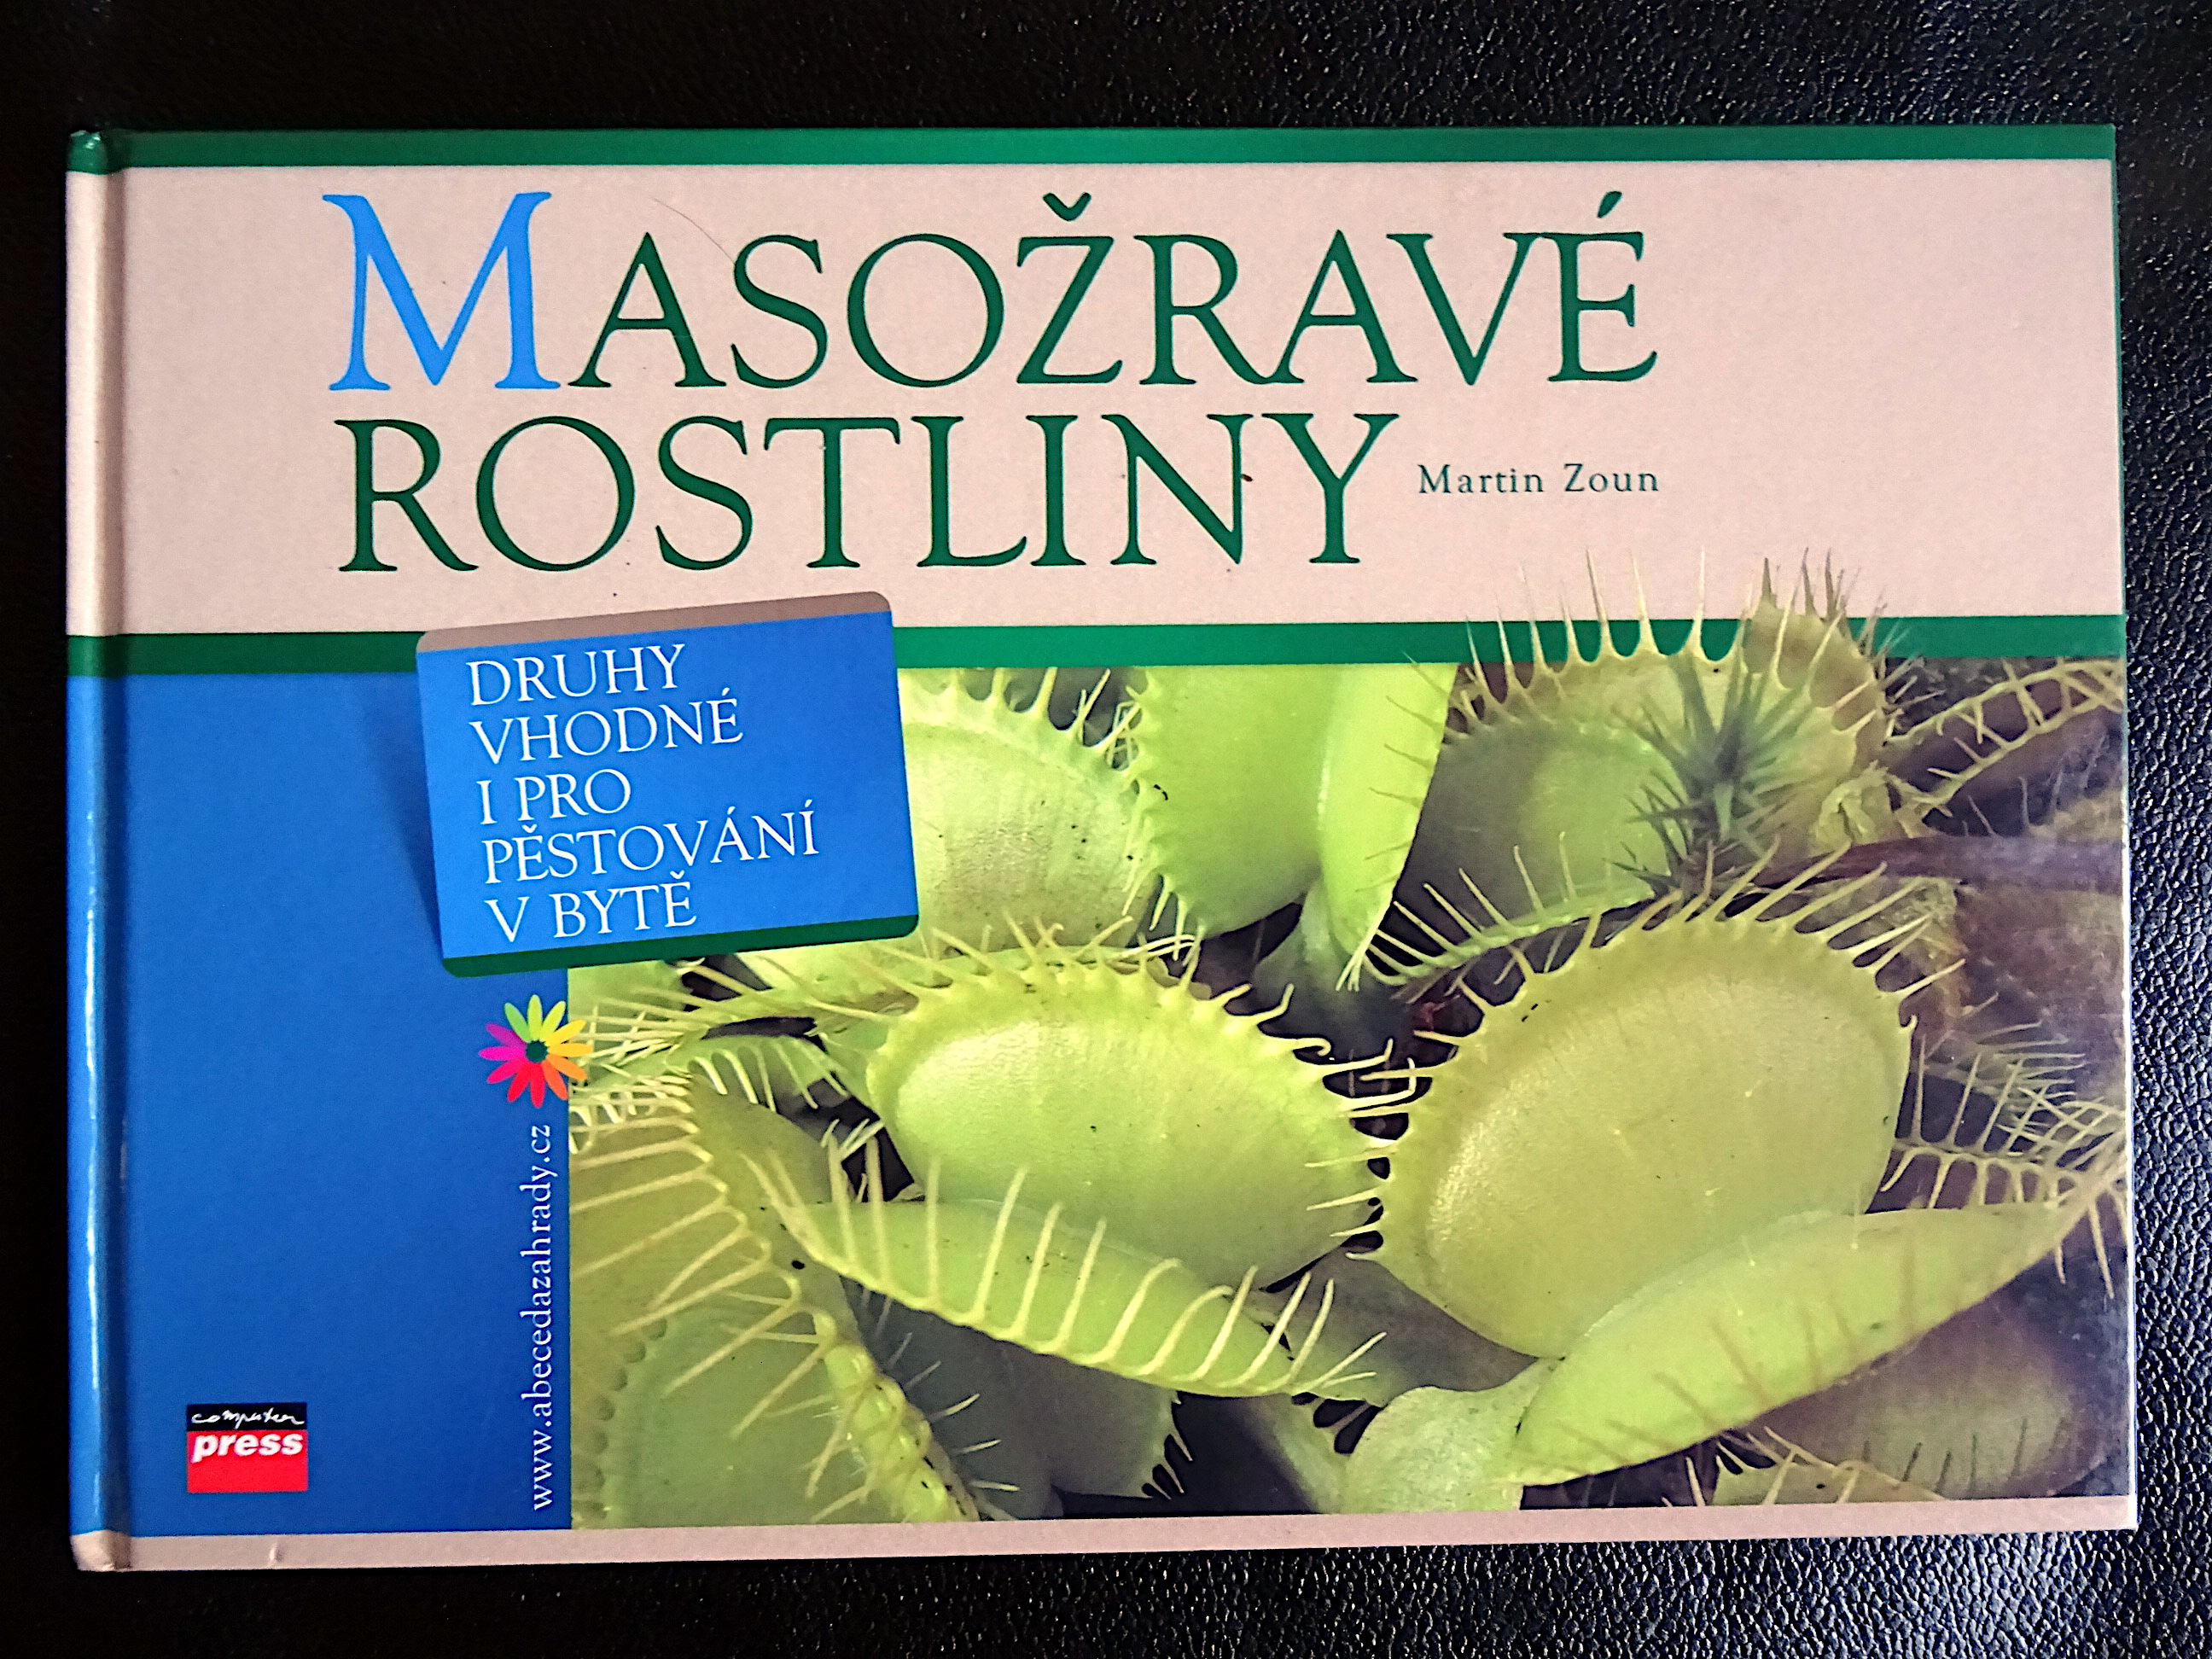 MASOŽRAVÉ
ROSTLINY
Martin Zoun
DRUHY
VHODNÉ
I PRO
PĚSTOVÁNÍ
V BYTĚ
www.abecedazahrady.cz
computer
press